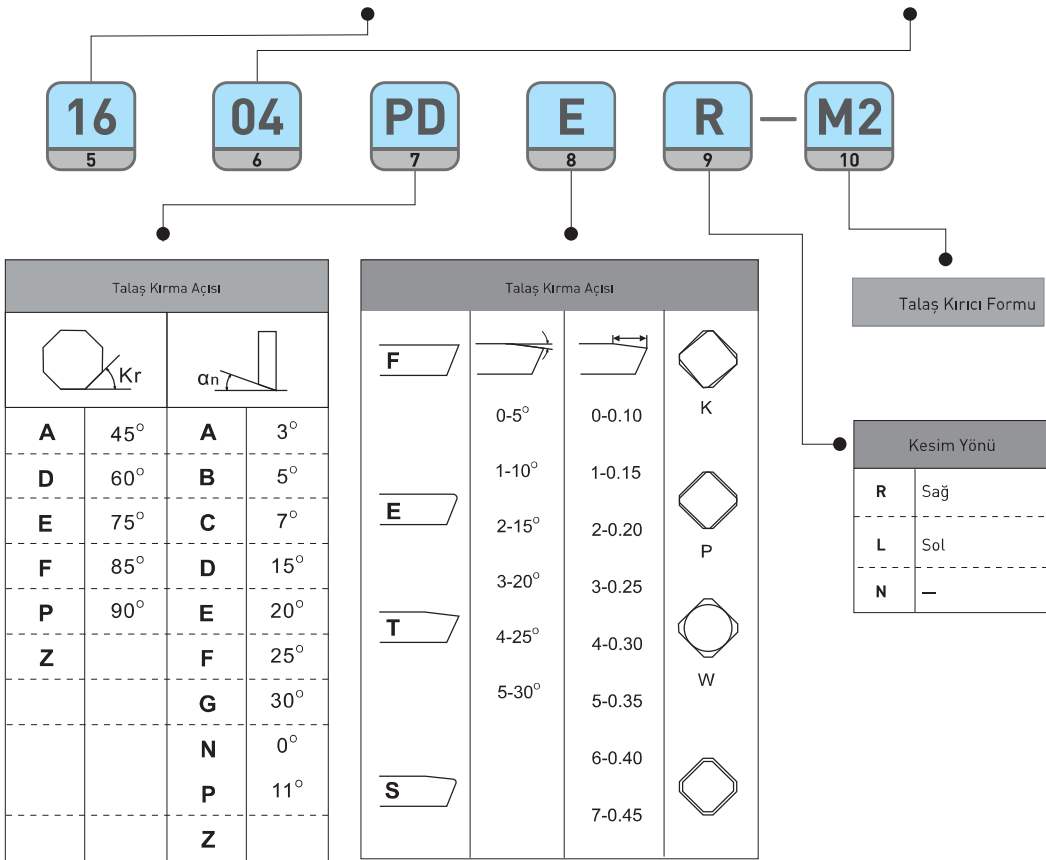 16 04 PD E R — M2
5 6 7 8 9 10
Talaş Kırma Açısı
Kr αn
A 45° A 3°
D 60° B 5°
E 75° C 7°
F 85° D 15°
P 90° E 20°
Z F 25°
G 30°
N 0°
P 11°
Z
Talaş Kırma Açısı
F
E
T
S
0-5°
1-10°
2-15°
3-20°
4-25°
5-30°
0-0.10
1-0.15
2-0.20
3-0.25
4-0.30
5-0.35
6-0.40
7-0.45
K
P
W
Talaş Kırıcı Formu
Kesim Yönü
R Sağ
L Sol
N —